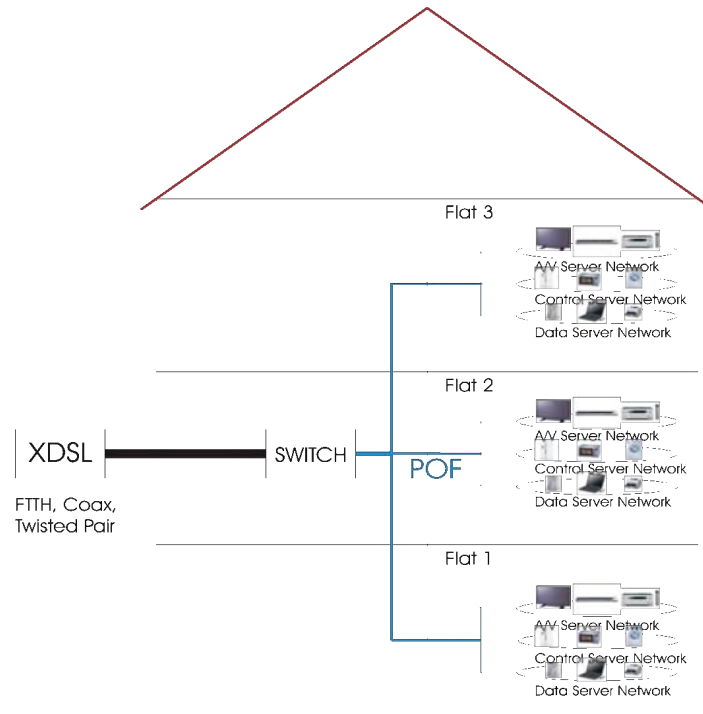 Flat 3
A/V Server Network
Control Server Network
Data Server Network
Flat 2
A/V Server Network
Control Server Network
Data Server Network
XDSL
SWITCH
POF
FTTH, Coax,
Twisted Pair
Flat 1
A/V Server Network
Control Server Network
Data Server Network